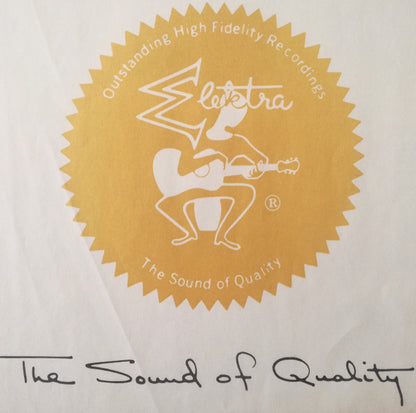 Outstanding High Fidelity Recordings
Elektra
®
The Sound of Quality
The Sound of Quality